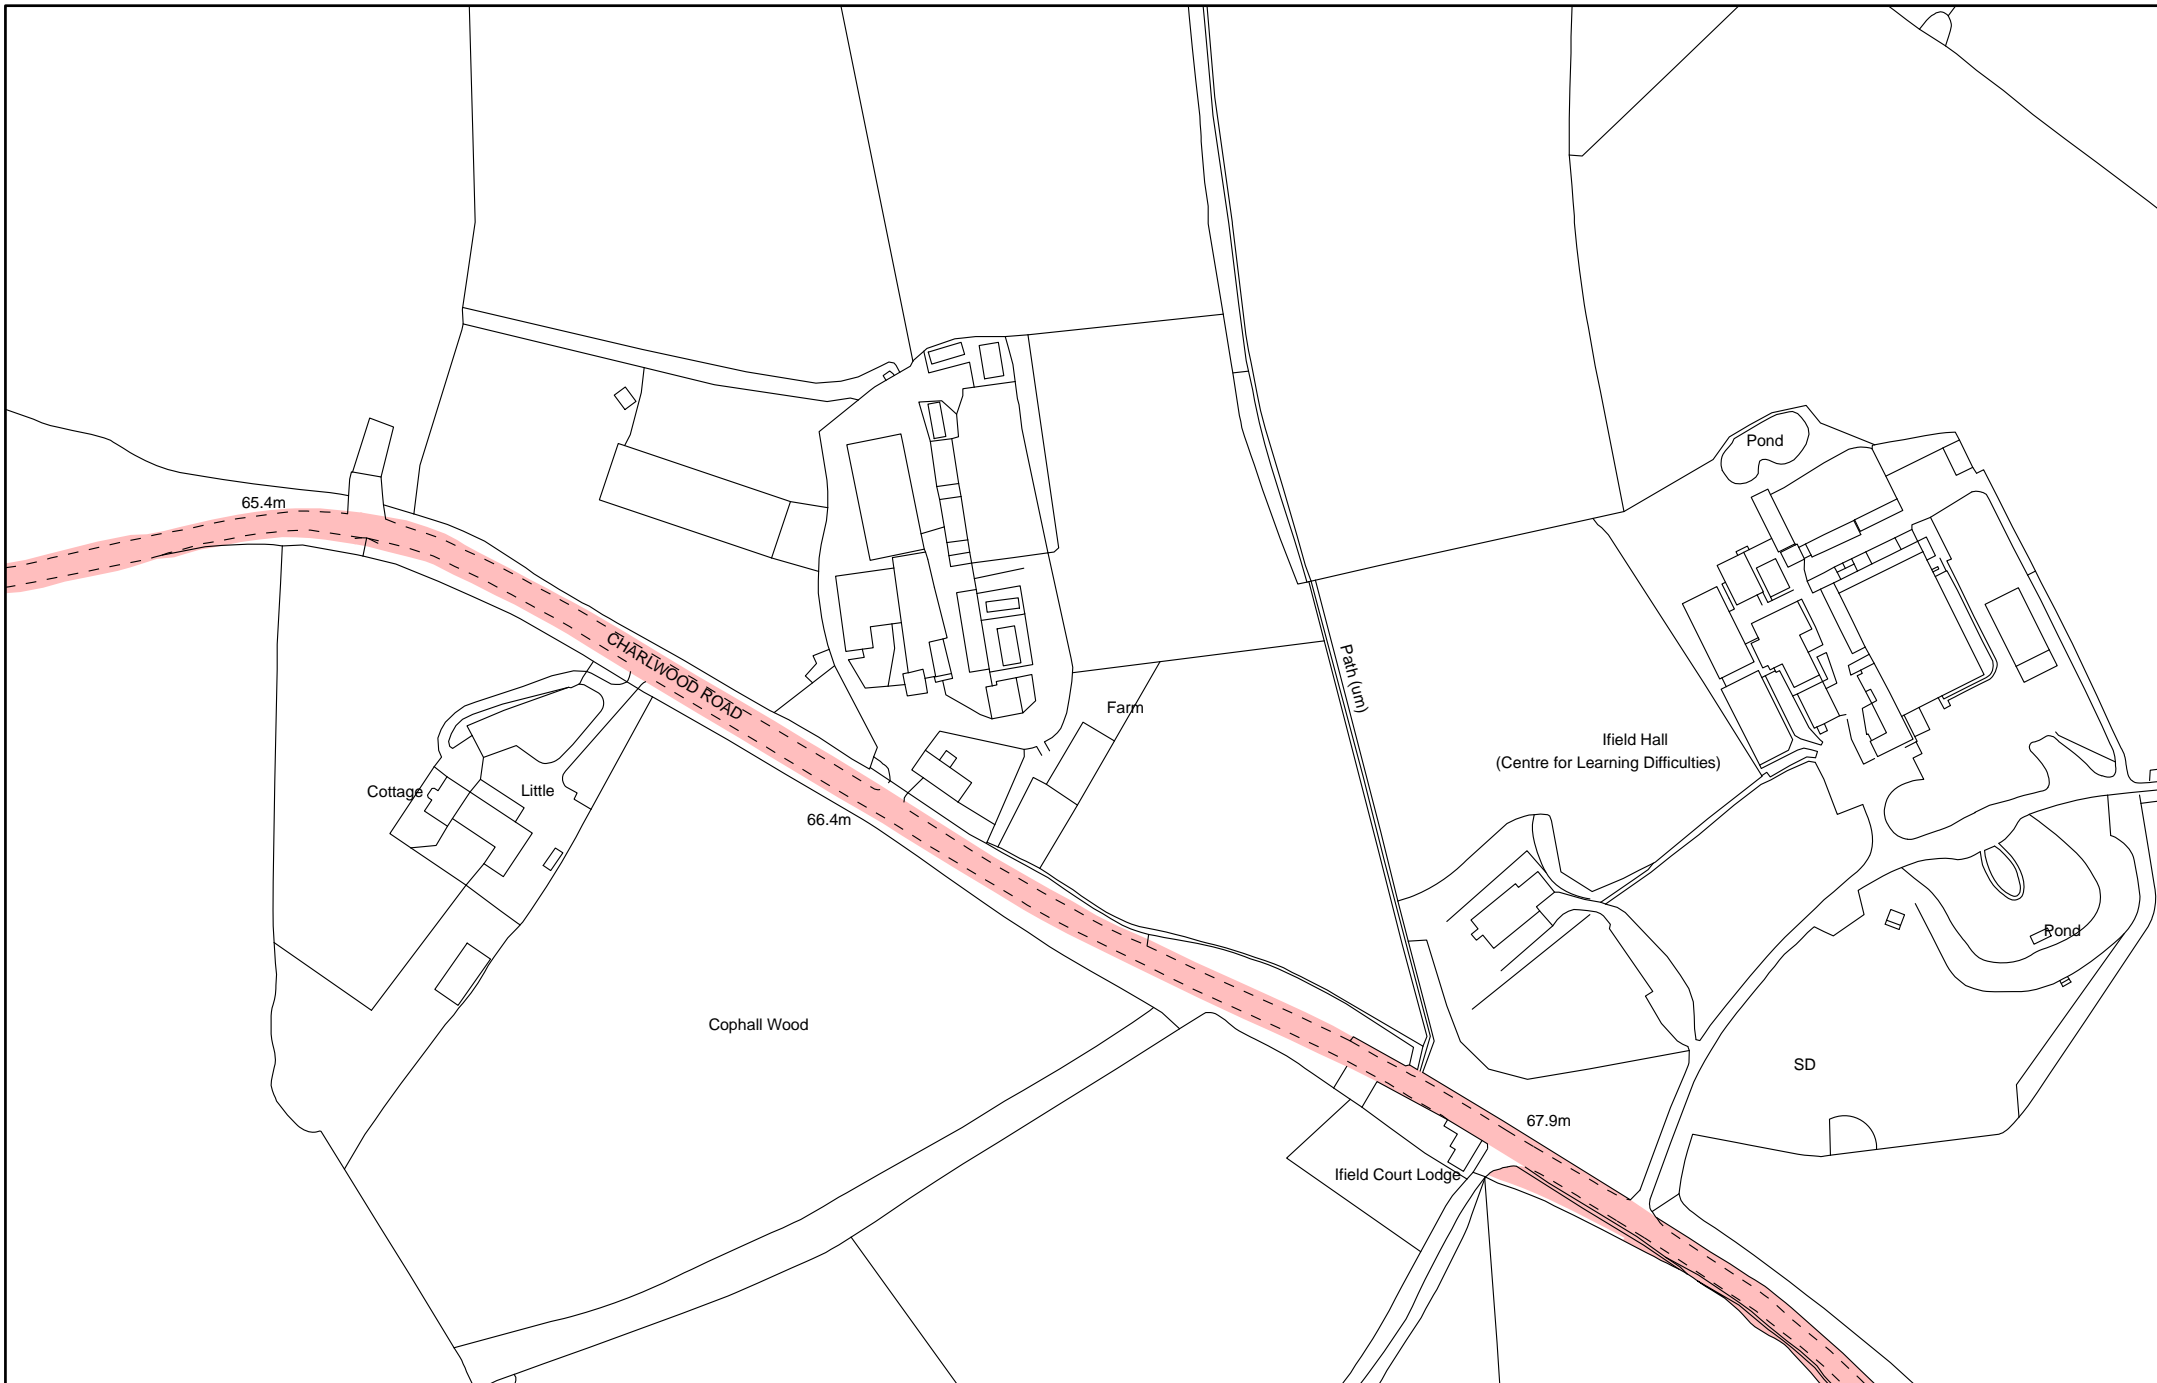 Pond
65.4m
CHARLWOOD ROAD
Path (um)
Farm
Ifield Hall
(Centre for Learning Difficulties)
Cottage
Little
66.4m
Pond
Cophall Wood
SD
67.9m
Ifield Court Lodge